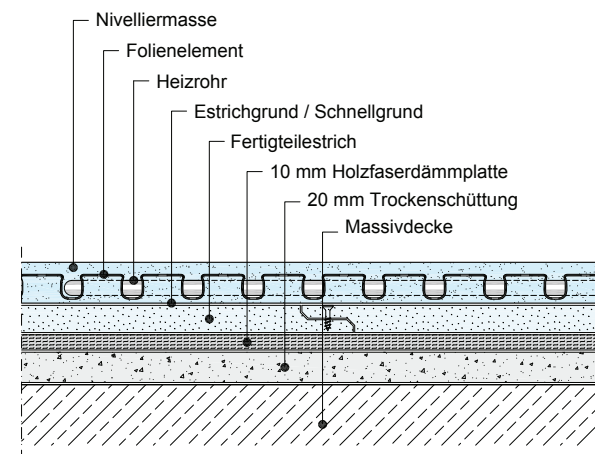 Nivelliermasse
Folienelement
Heizrohr
Estrichgrund / Schnellgrund
Fertigteilestrich
10 mm Holzfaserdämmplatte
20 mm Trockenschüttung
Massivdecke